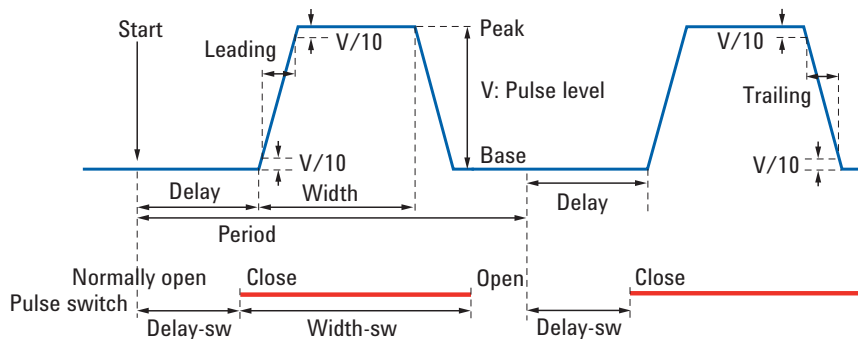 Start
Leading
V/10
Peak
V/10
V: Pulse level
Trailing
V/10
Base
V/10
Delay
Width
Delay
Period
Normally open
Close
Open
Close
Pulse switch
Delay-sw
Width-sw
Delay-sw